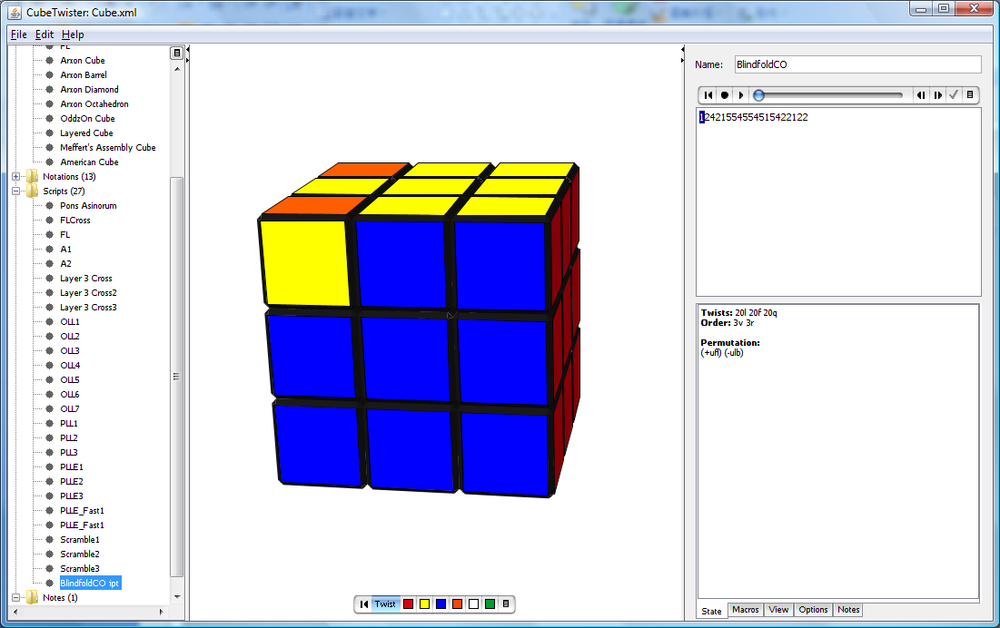 CubeTwister: Cube.xml
File Edit Help
FL
Arxon Cube
Arxon Barrel
Arxon Diamond
Arxon Octahedron
OddzOn Cube
Layered Cube
Meffert's Assembly Cube
American Cube
Notations (13)
Scripts (27)
Pons Asinorum
FLCross
FL
A1
A2
Layer 3 Cross
Layer 3 Cross2
Layer 3 Cross3
OLL1
OLL2
OLL3
OLL4
OLL5
OLL6
OLL7
PLL1
PLL2
PLL3
PLLE1
PLLE2
PLLE3
PLLE_Fast1
PLLE_Fast1
Scramble1
Scramble2
Scramble3
BlindfoldCO ipt
Notes (1)
Twist
Name: BlindfoldCO
12421554554515422122
Twists: 20l 20f 20q
Order: 3v 3r
Permutation:
(+ufl) (-ulb)
State Macros View Options Notes